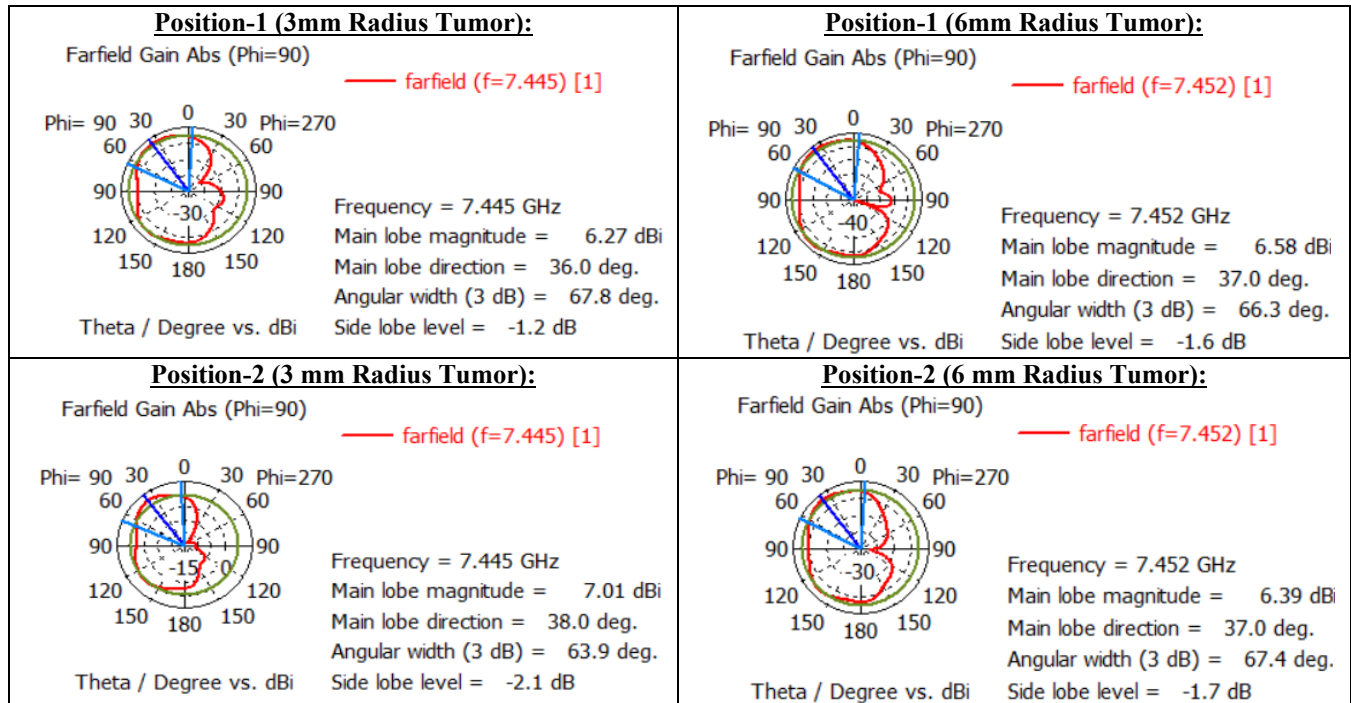 Position-1 (3mm Radius Tumor):
Farfield Gain Abs (Phi=90)
farfield (f=7.445) [1]
Phi= 90 30 0 30 Phi=270
60 60
90 90
-30
120 120
150 180 150
Frequency = 7.445 GHz
Main lobe magnitude = 6.27 dBi
Main lobe direction = 36.0 deg.
Angular width (3 dB) = 67.8 deg.
Theta / Degree vs. dBi Side lobe level = -1.2 dB
Position-1 (6mm Radius Tumor):
Farfield Gain Abs (Phi=90)
farfield (f=7.452) [1]
Phi= 90 30 0 30 Phi=270
60 60
90 90
-40
120 120
150 180 150
Frequency = 7.452 GHz
Main lobe magnitude = 6.58 dBi
Main lobe direction = 37.0 deg.
Angular width (3 dB) = 66.3 deg.
Theta / Degree vs. dBi Side lobe level = -1.6 dB
Position-2 (3 mm Radius Tumor):
Farfield Gain Abs (Phi=90)
farfield (f=7.445) [1]
Phi= 90 30 0 30 Phi=270
60 60
90 90
-15 0
120 120
150 180 150
Frequency = 7.445 GHz
Main lobe magnitude = 7.01 dBi
Main lobe direction = 38.0 deg.
Angular width (3 dB) = 63.9 deg.
Theta / Degree vs. dBi Side lobe level = -2.1 dB
Position-2 (6 mm Radius Tumor):
Farfield Gain Abs (Phi=90)
farfield (f=7.452) [1]
Phi= 90 30 0 30 Phi=270
60 60
90 90
-30
120 120
150 180 150
Frequency = 7.452 GHz
Main lobe magnitude = 6.39 dBi
Main lobe direction = 37.0 deg.
Angular width (3 dB) = 67.4 deg.
Theta / Degree vs. dBi Side lobe level = -1.7 dB